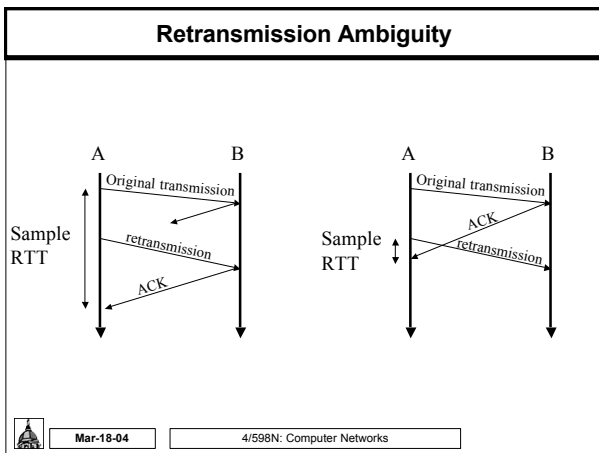 Retransmission Ambiguity
A
B
Original transmission
Sample
RTT
retransmission
ACK
A
B
Original transmission
ACK
Sample
RTT
retransmission
Mar-18-04
4/598N: Computer Networks